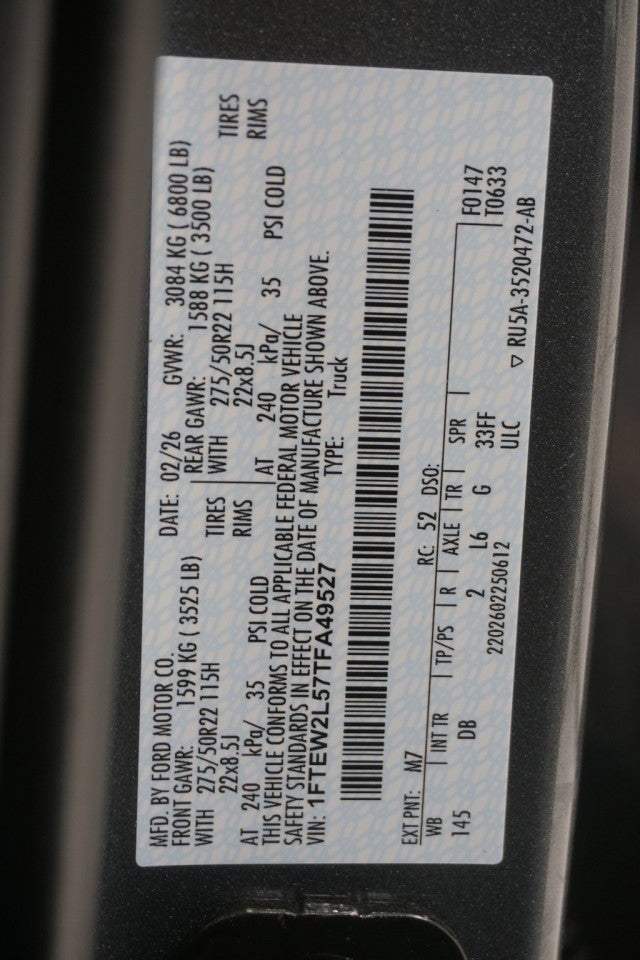 MFD. BY FORD MOTOR CO.
DATE: 02/26 GVWR: 3084 KG ( 6800 LB)
FRONT GAWR: 1599 KG ( 3525 LB) REAR GAWR: 1588 KG ( 3500 LB)
WITH 275/50R22 115H TIRES WITH 275/50R22 115H TIRES
22x8.5J RIMS 22x8.5J RIMS
AT 240 kPa/ 35 PSI COLD AT 240 kPa/ 35 PSI COLD
THIS VEHICLE CONFORMS TO ALL APPLICABLE FEDERAL MOTOR VEHICLE
SAFETY STANDARDS IN EFFECT ON THE DATE OF MANUFACTURE SHOWN ABOVE.
VIN: 1FTEW2L57TFA49527 TYPE: Truck
EXT PNT: M7 RC: 52 DSO:
WB INT TR TP/PS R AXLE TR SPR F0147
145 DB 2 L6 G 33FF T0633
2202602250612 ULC
▽ RU5A-3520472-AB